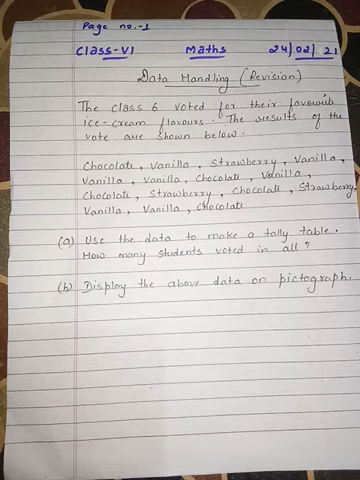 Page no.-1
Class-VI Maths 24/02/21
Data Handling (Revision)
The class 6 voted for their favourite
ice-cream flavours. The results of the
vote are shown below.
Chocolate, Vanilla, Strawberry, Vanilla,
Vanilla, Vanilla, Chocolate, Vanilla,
Chocolate, Strawberry, Chocolate, Strawberry,
Vanilla, Vanilla, Chocolate
(a) Use the data to make a tally table.
How many students voted in all?
(b) Display the above data on pictograph.